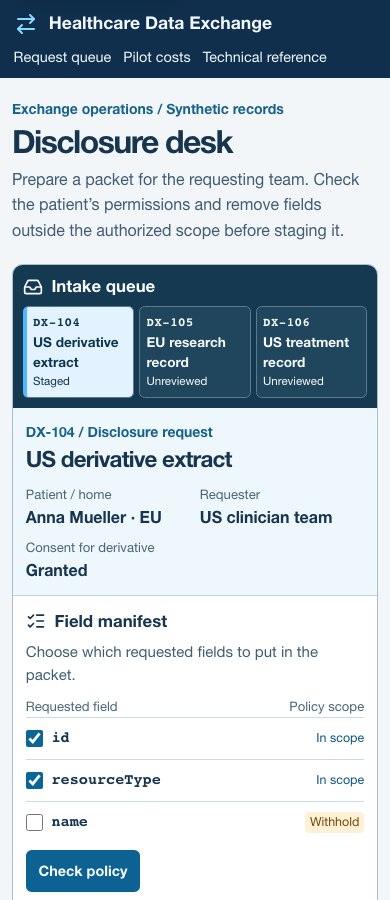 Healthcare Data Exchange
Request queue Pilot costs Technical reference
Exchange operations / Synthetic records
Disclosure desk
Prepare a packet for the requesting team. Check
the patient’s permissions and remove fields
outside the authorized scope before staging it.
Intake queue
DX-104
US derivative
extract
Staged
DX-105
EU research
record
Unreviewed
DX-106
US treatment
record
Unreviewed
DX-104 / Disclosure request
US derivative extract
Patient / home
Anna Mueller · EU
Requester
US clinician team
Consent for derivative
Granted
Field manifest
Choose which requested fields to put in the
packet.
Requested field Policy scope
id In scope
resourceType In scope
name Withhold
Check policy